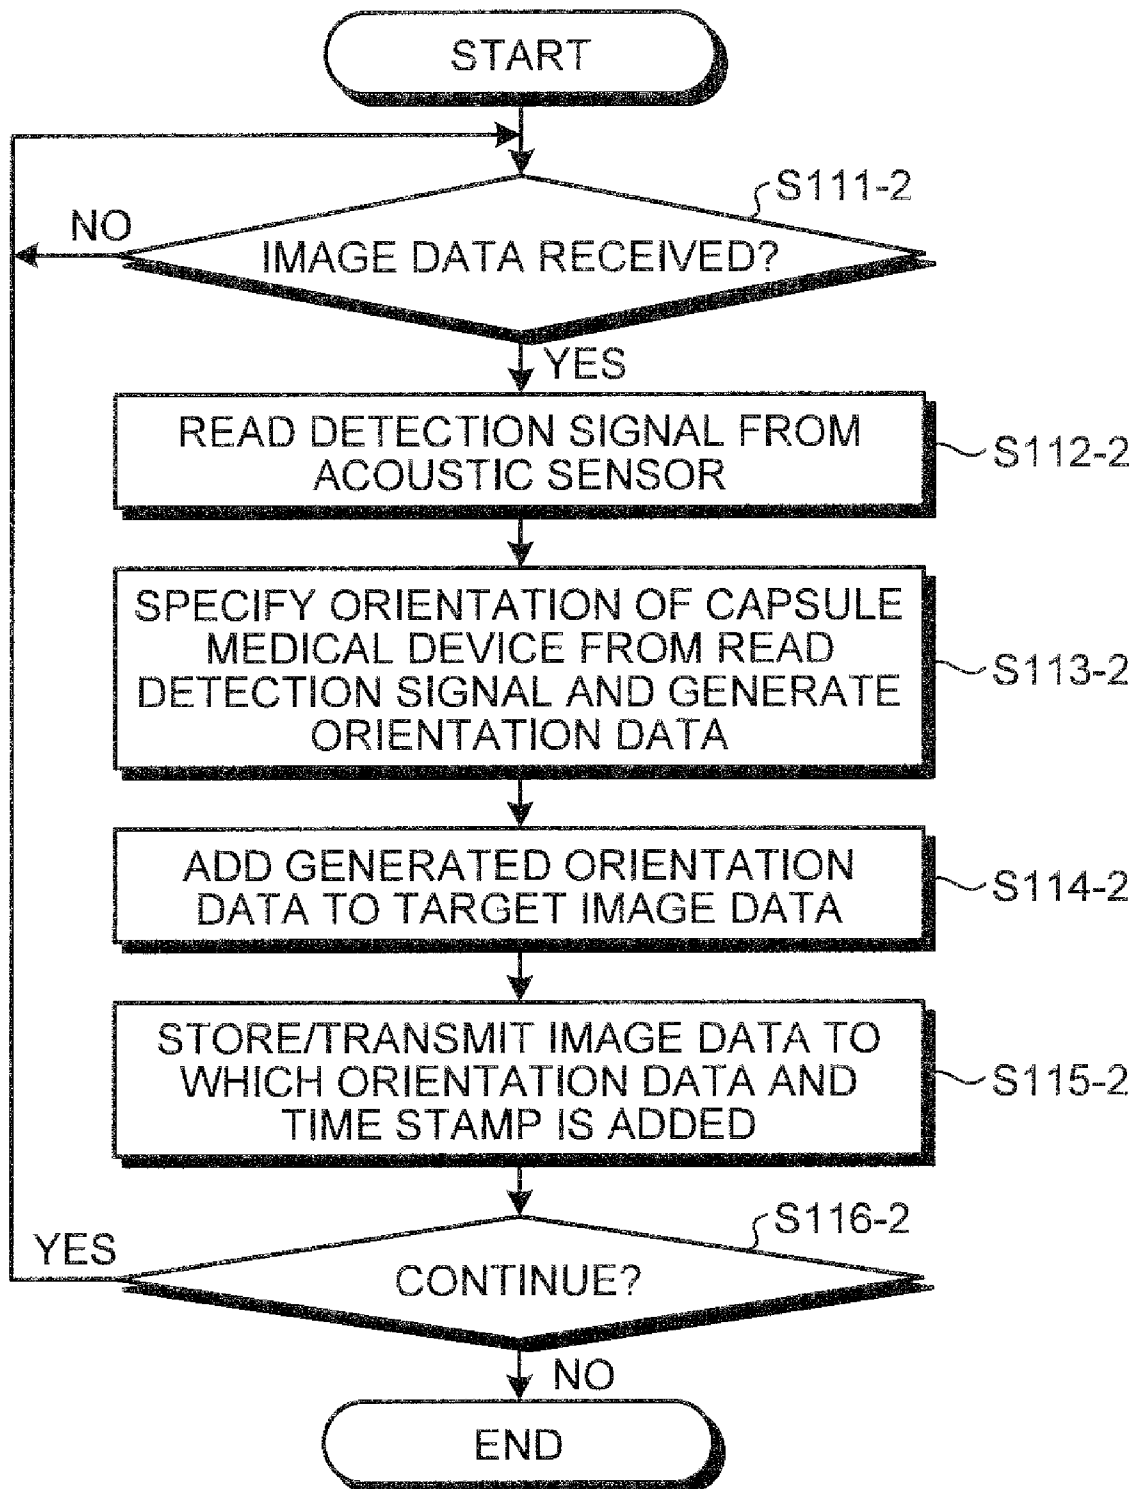 START
S111-2
NO
IMAGE DATA RECEIVED?
YES
READ DETECTION SIGNAL FROM
ACOUSTIC SENSOR
S112-2
SPECIFY ORIENTATION OF CAPSULE
MEDICAL DEVICE FROM READ
DETECTION SIGNAL AND GENERATE
ORIENTATION DATA
S113-2
ADD GENERATED ORIENTATION
DATA TO TARGET IMAGE DATA
S114-2
STORE/TRANSMIT IMAGE DATA TO
WHICH ORIENTATION DATA AND
TIME STAMP IS ADDED
S115-2
S116-2
YES
CONTINUE?
NO
END